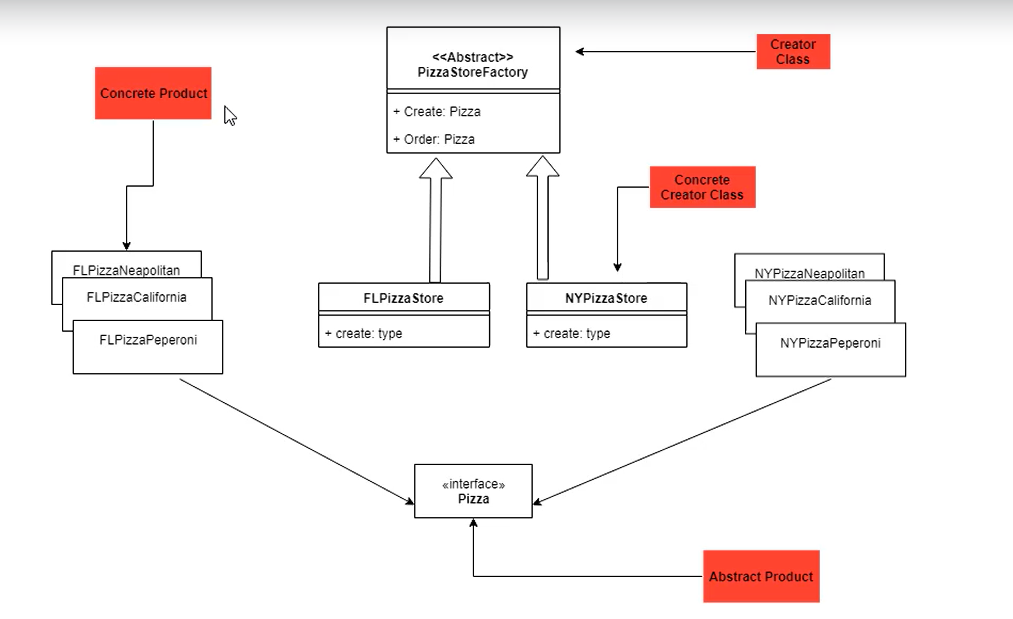 Creator
Class
<<Abstract>>
PizzaStoreFactory
+ Create: Pizza
+ Order: Pizza
Concrete Product
Concrete
Creator Class
FLPizzaNeapolitan
FLPizzaCalifornia
FLPizzaPeperoni
FLPizzaStore
+ create: type
NYPizzaStore
+ create: type
NYPizzaNeapolitan
NYPizzaCalifornia
NYPizzaPeperoni
«interface»
Pizza
Abstract Product